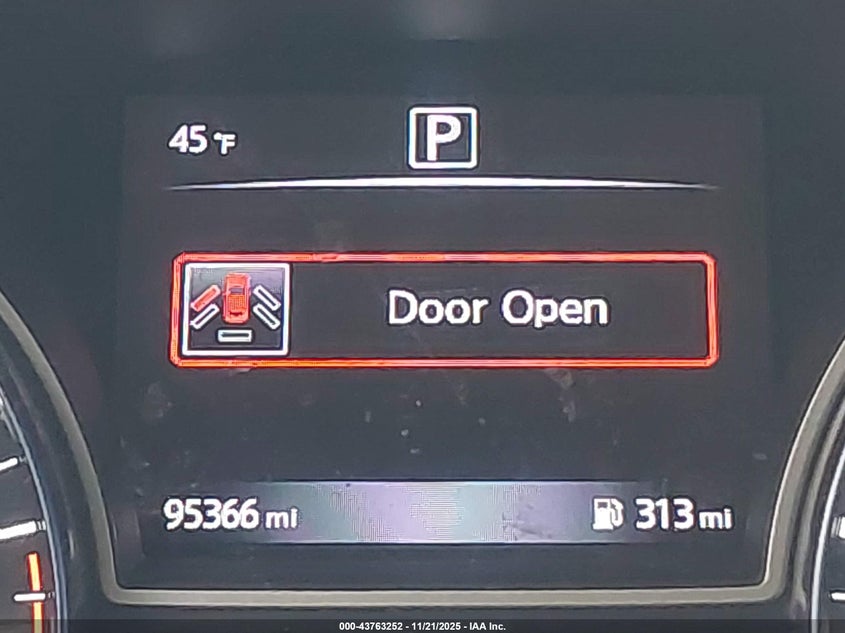 45 °F
P
Door Open
95366 mi
313 mi
000-43763252 - 11/21/2025 - IAA Inc.